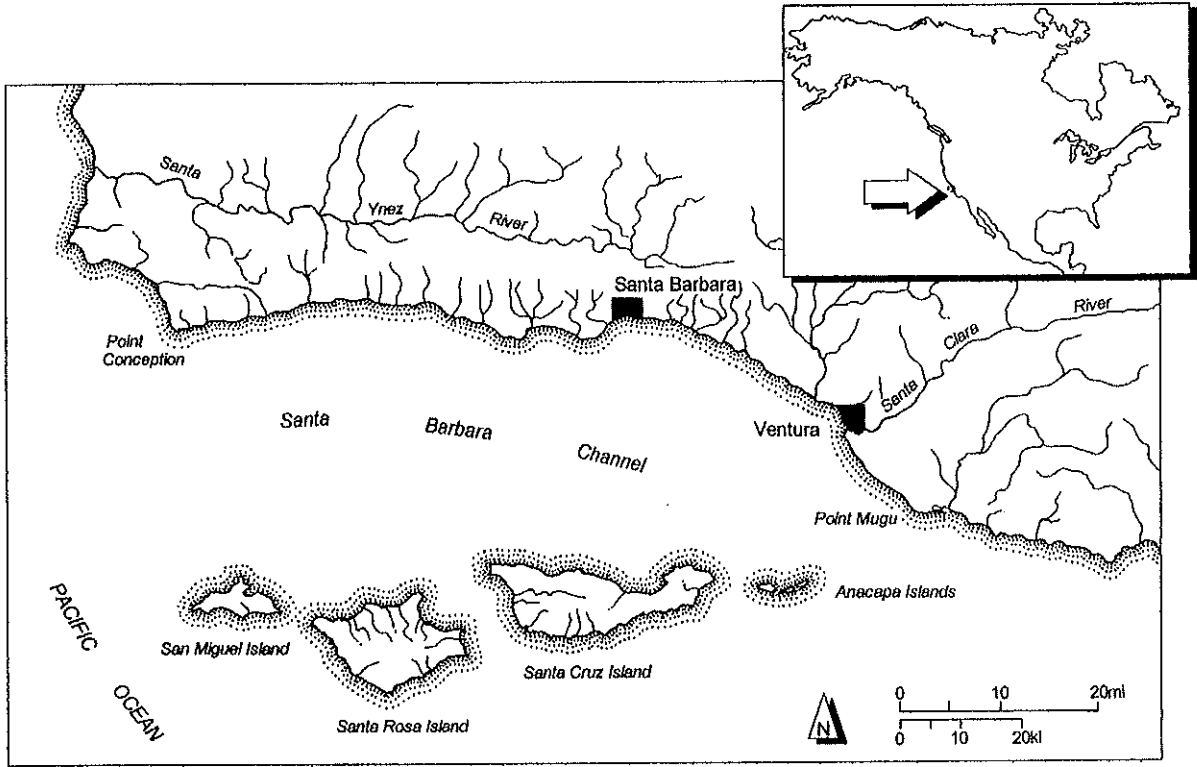 Santa
Ynez
River
Santa Barbara
River
Clara
Santa
Point
Conception
Santa Barbara Channel
Ventura
Point Mugu
PACIFIC
OCEAN
San Miguel Island
Santa Rosa Island
Santa Cruz Island
Anacapa Islands
N
0 10 20ml
0 10 20kl